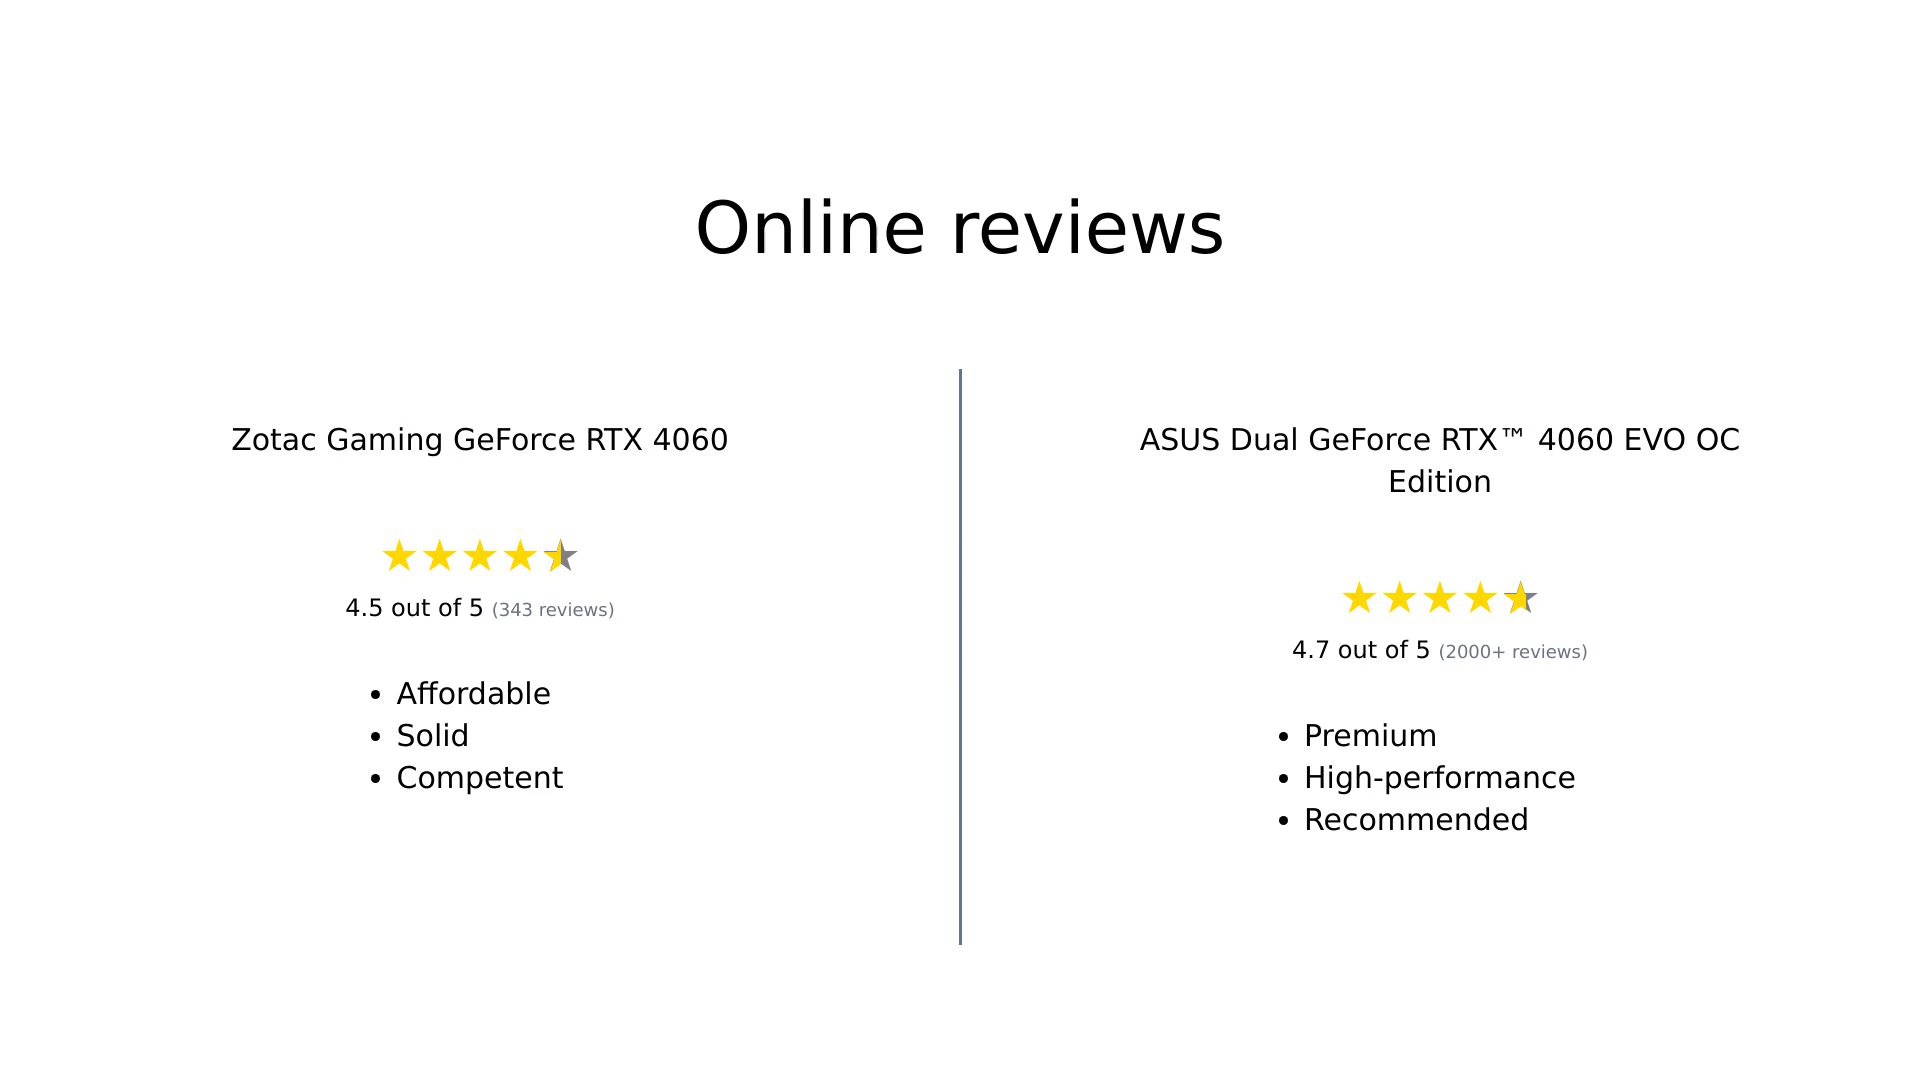 Online reviews
Zotac Gaming GeForce RTX 4060
4.5 out of 5 (343 reviews)
• Affordable
• Solid
• Competent
ASUS Dual GeForce RTX™ 4060 EVO OC
Edition
4.7 out of 5 (2000+ reviews)
• Premium
• High-performance
• Recommended